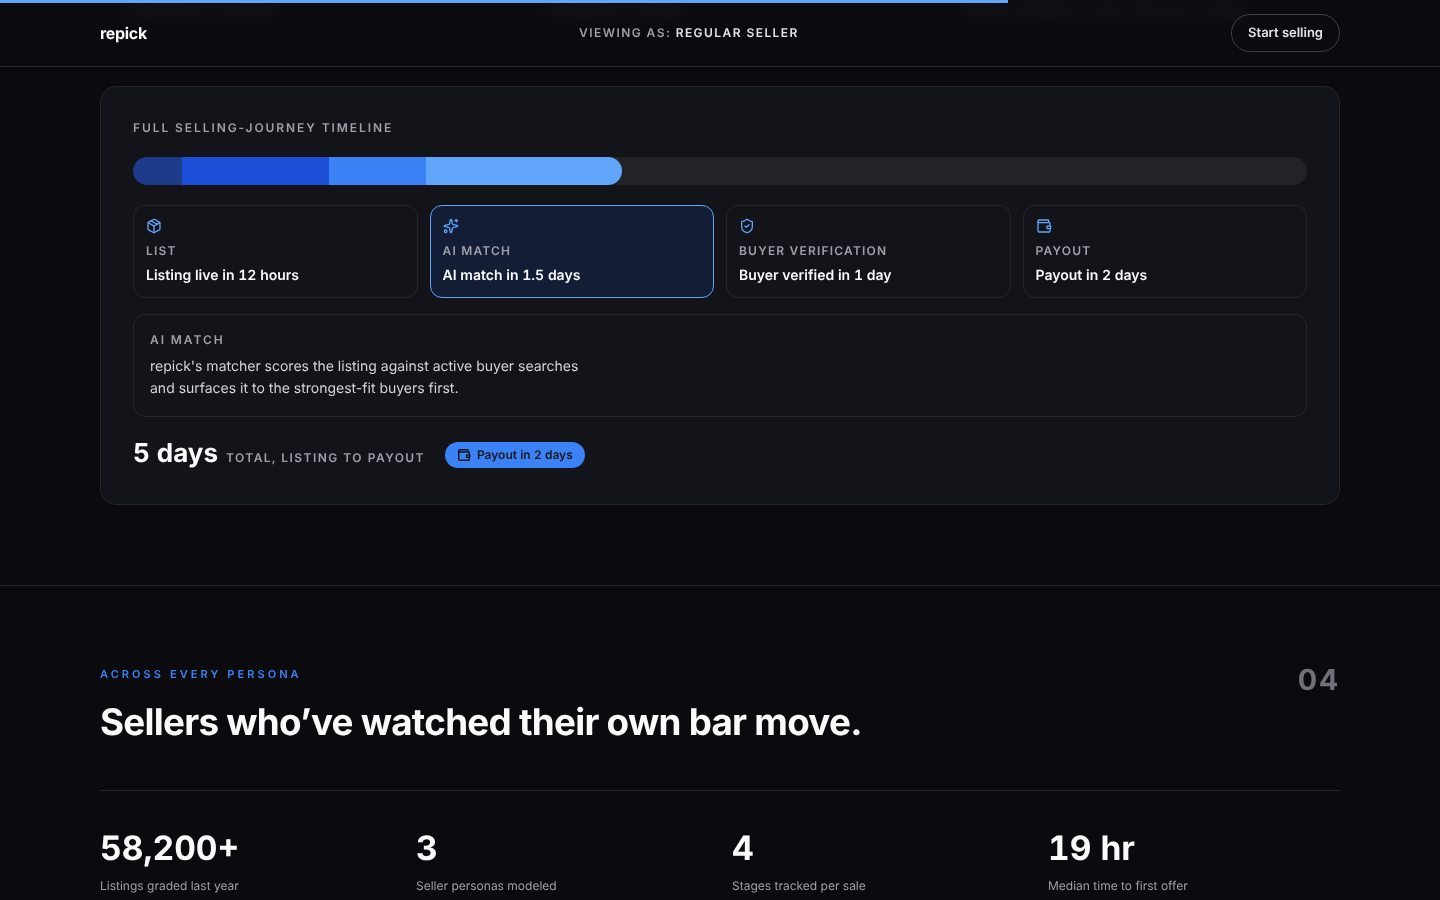 repick
VIEWING AS: REGULAR SELLER
Start selling
FULL SELLING-JOURNEY TIMELINE
LIST
Listing live in 12 hours
AI MATCH
AI match in 1.5 days
BUYER VERIFICATION
Buyer verified in 1 day
PAYOUT
Payout in 2 days
AI MATCH
repick's matcher scores the listing against active buyer searches
and surfaces it to the strongest-fit buyers first.
5 days TOTAL, LISTING TO PAYOUT
Payout in 2 days
ACROSS EVERY PERSONA
04
Sellers who’ve watched their own bar move.
58,200+
Listings graded last year
3
Seller personas modeled
4
Stages tracked per sale
19 hr
Median time to first offer